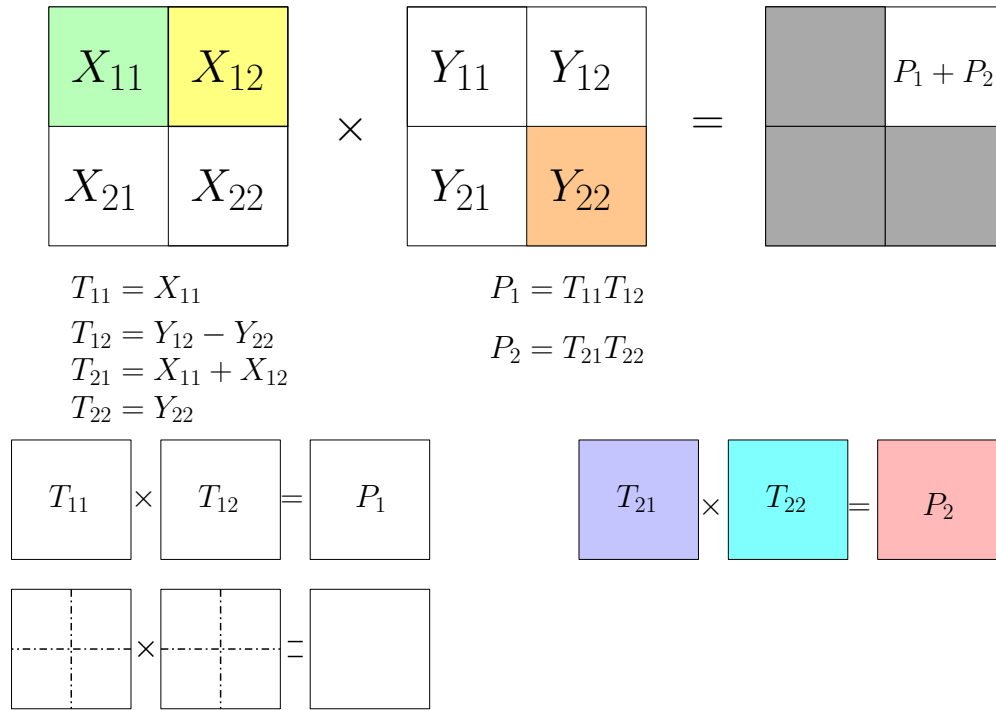 X₁₁ X₁₂ Y₁₁ Y₁₂ P₁ + P₂
× =
X₂₁ X₂₂ Y₂₁ Y₂₂
T₁₁ = X₁₁ P₁ = T₁₁T₁₂
T₁₂ = Y₁₂ − Y₂₂
P₂ = T₂₁T₂₂
T₂₁ = X₁₁ + X₁₂
T₂₂ = Y₂₂
T₁₁ × T₁₂ = P₁ T₂₁ × T₂₂ = P₂
× =